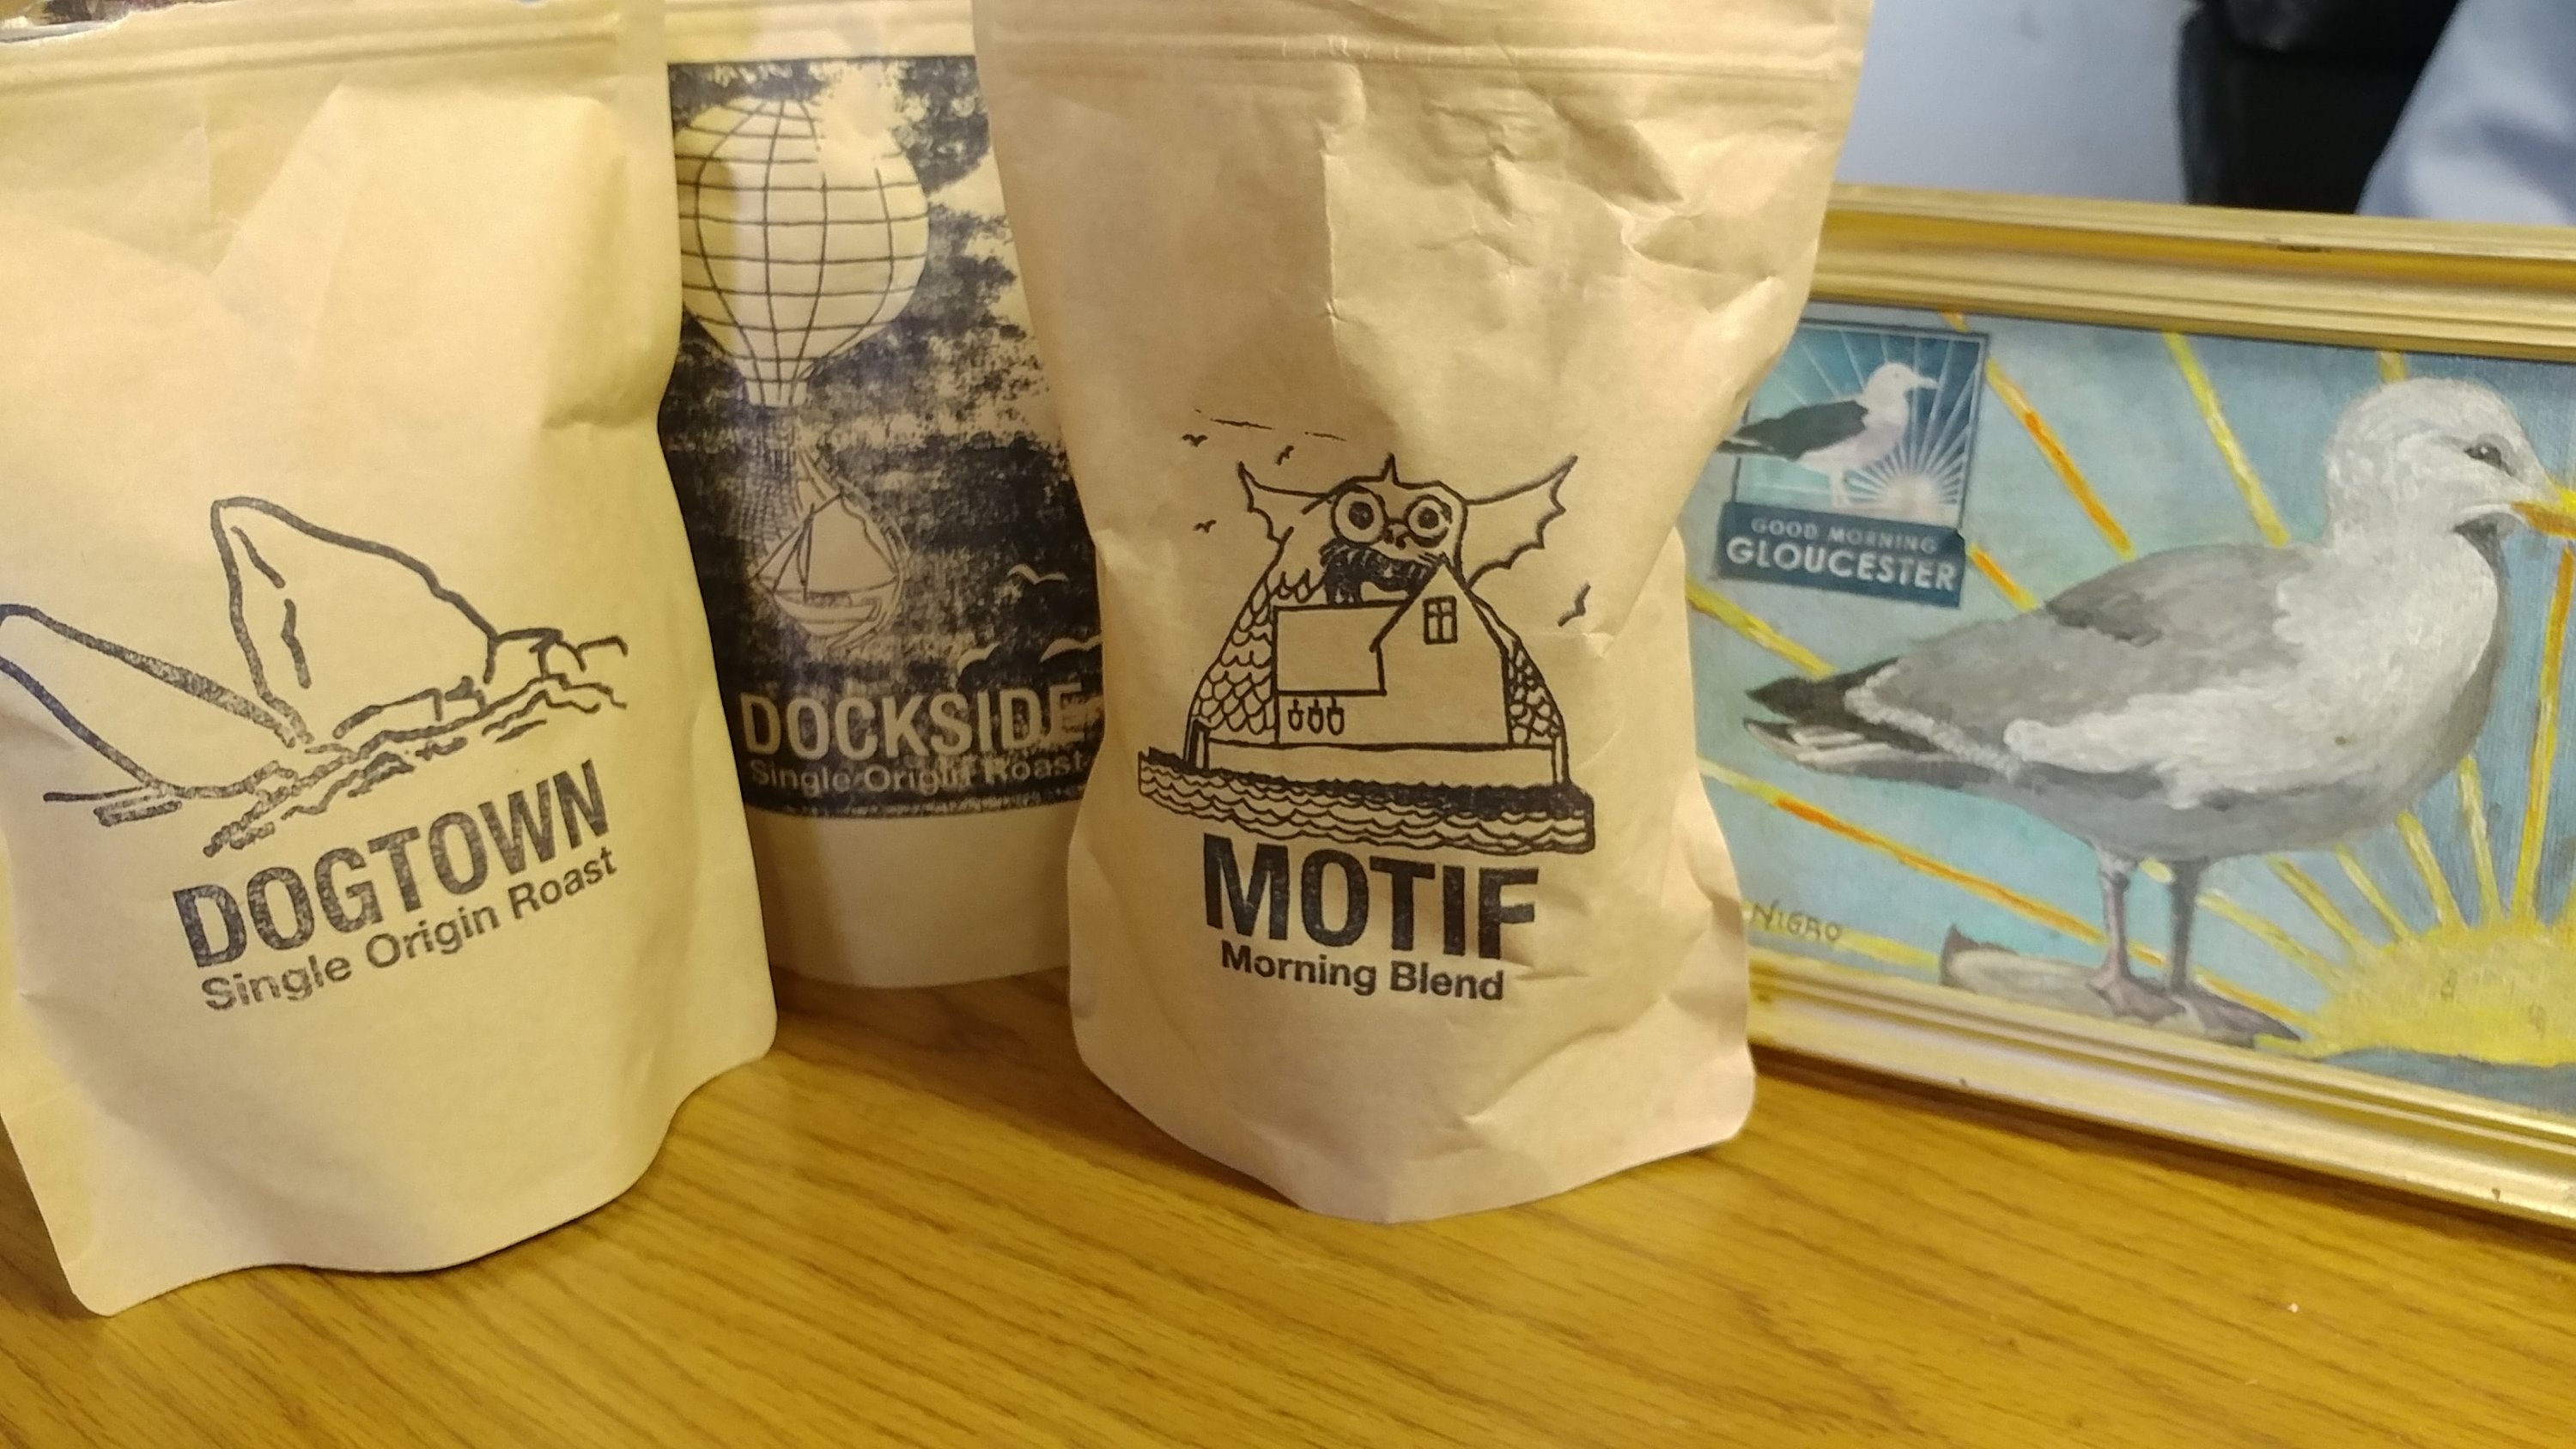 DOGTOWN
Single Origin Roast
DOCKSIDE
Single Origin Roast
MOTIF
Morning Blend
GOOD MORNING
GLOUCESTER
NIGRO